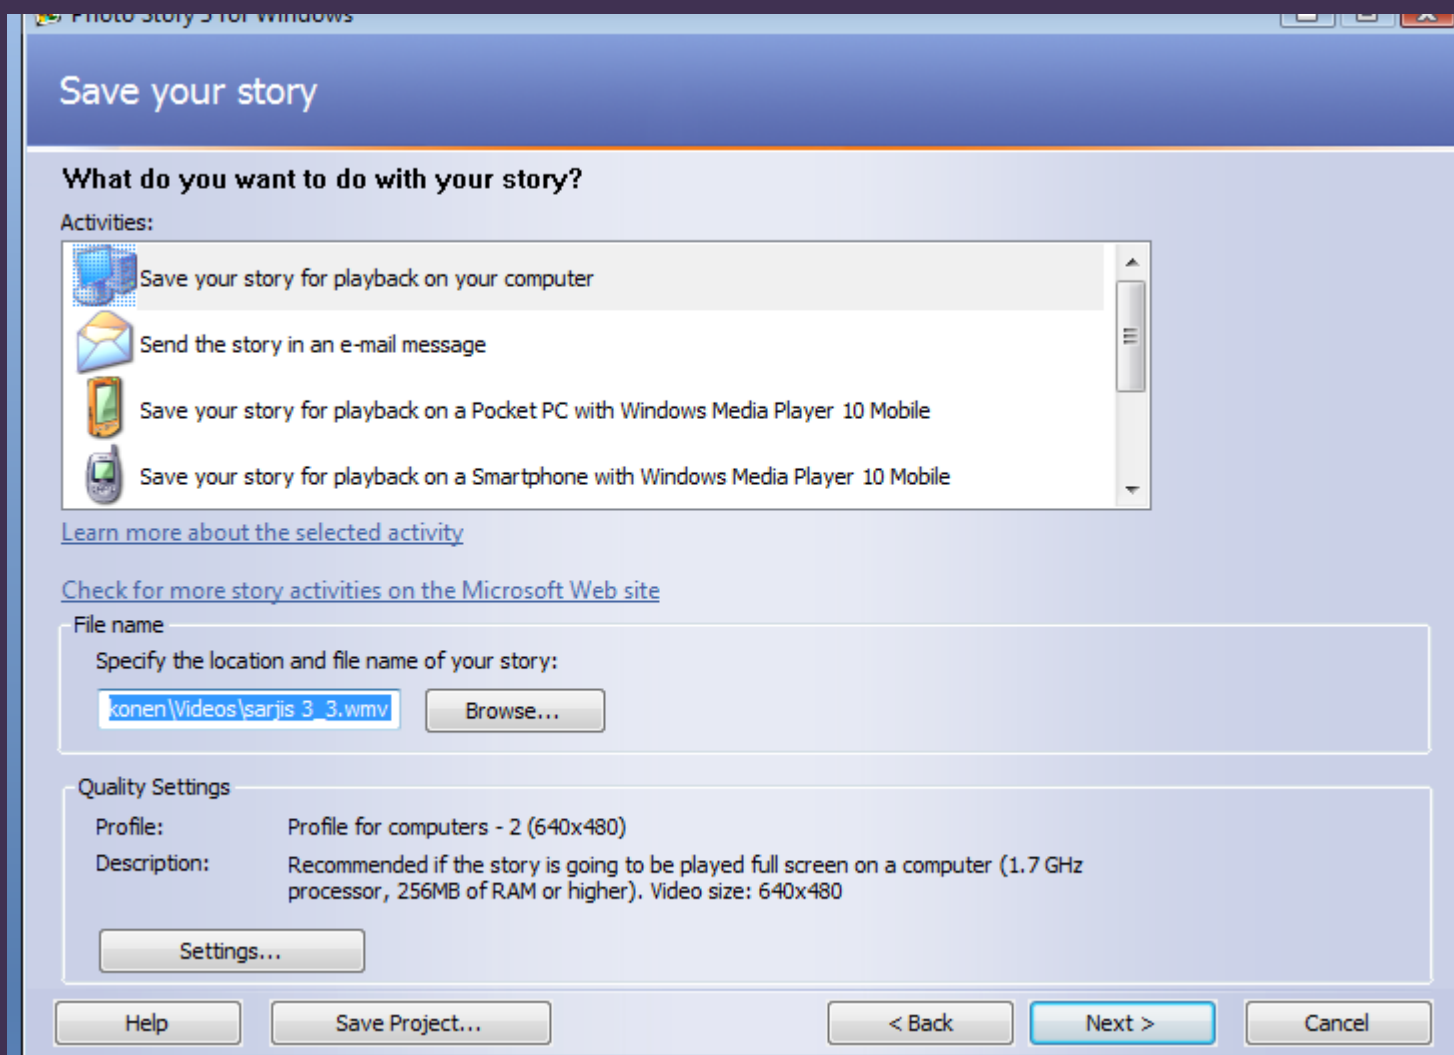 Photo Story 3 for Windows
Save your story
What do you want to do with your story?
Activities:
Save your story for playback on your computer
Send the story in an e-mail message
Save your story for playback on a Pocket PC with Windows Media Player 10 Mobile
Save your story for playback on a Smartphone with Windows Media Player 10 Mobile
Learn more about the selected activity
Check for more story activities on the Microsoft Web site
File name
Specify the location and file name of your story:
konen\Videos\sarjis 3_3.wmv
Browse...
Quality Settings
Profile: Profile for computers - 2 (640x480)
Description: Recommended if the story is going to be played full screen on a computer (1.7 GHz
processor, 256MB of RAM or higher). Video size: 640x480
Settings...
Help Save Project... < Back Next > Cancel